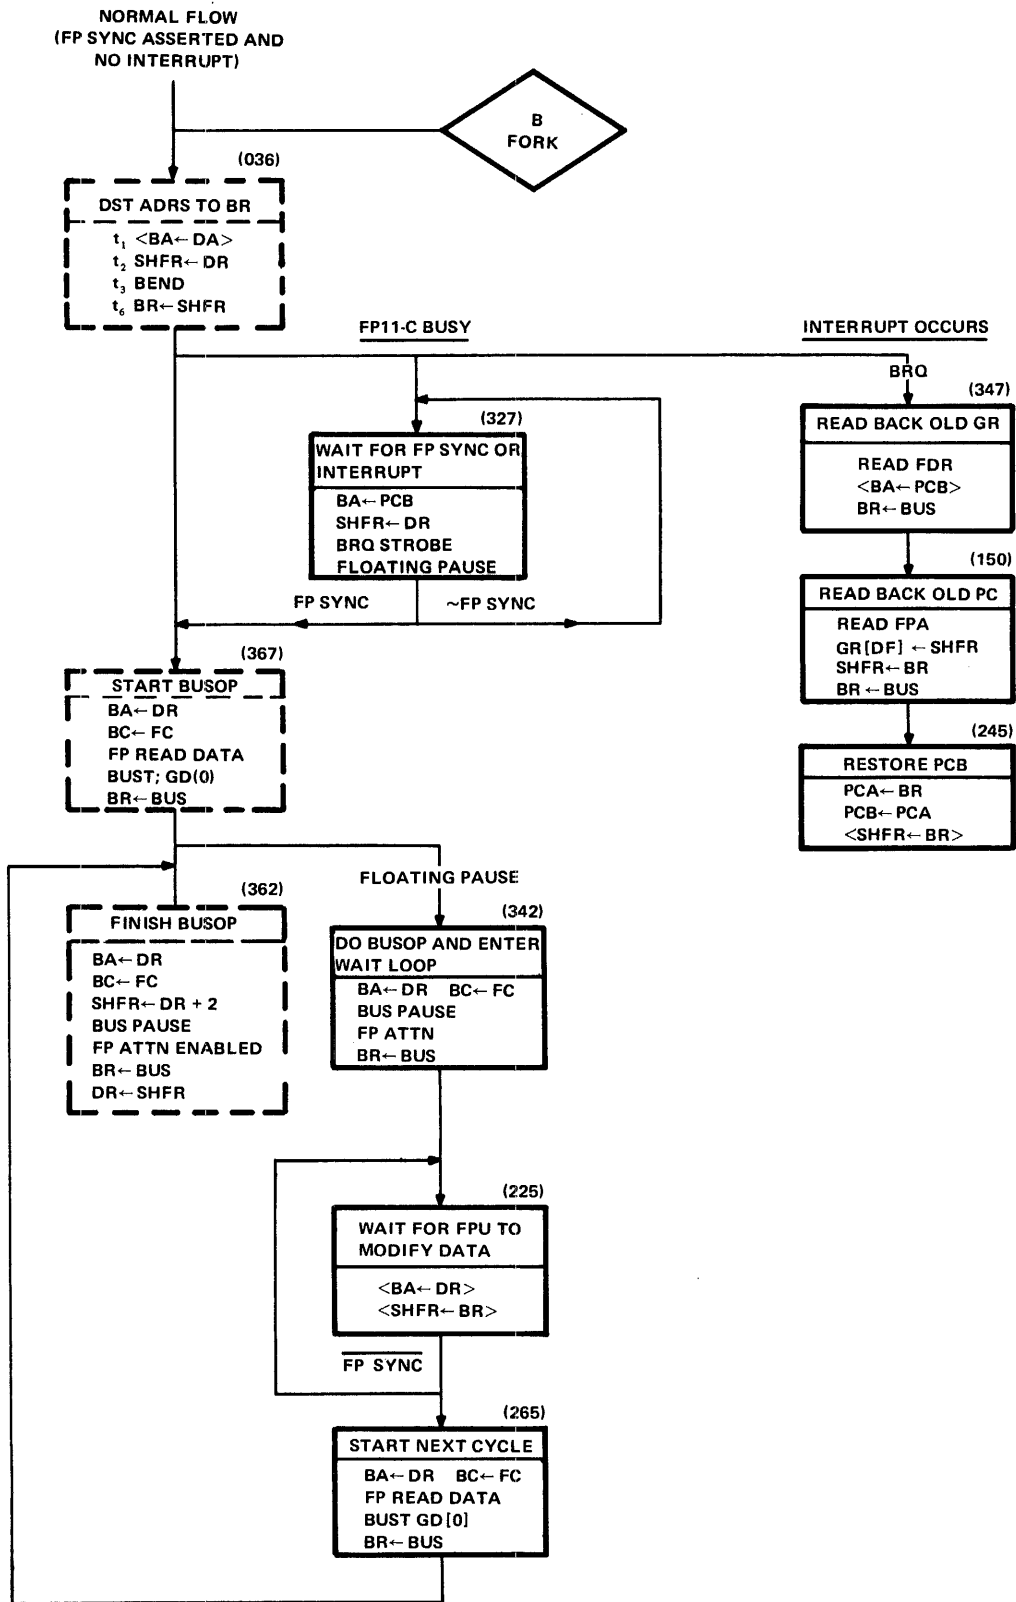 NORMAL FLOW
(FP SYNC ASSERTED AND
NO INTERRUPT)
B
FORK
(036)
DST ADRS TO BR
t₁ <BA←DA>
t₂ SHFR←DR
t₃ BEND
t₆ BR←SHFR
FP11-C BUSY
INTERRUPT OCCURS
BRQ
(327)
WAIT FOR FP SYNC OR
INTERRUPT
BA←PCB
SHFR←DR
BRQ STROBE
FLOATING PAUSE
FP SYNC
~FP SYNC
(347)
READ BACK OLD GR
READ FDR
<BA←PCB>
BR←BUS
(150)
READ BACK OLD PC
READ FPA
GR[DF] ←SHFR
SHFR←BR
BR ←BUS
(245)
RESTORE PCB
PCA←BR
PCB←PCA
<SHFR←BR>
(367)
START BUSOP
BA←DR
BC←FC
FP READ DATA
BUST; GD(0)
BR←BUS
FLOATING PAUSE
(362)
FINISH BUSOP
BA←DR
BC←FC
SHFR←DR + 2
BUS PAUSE
FP ATTN ENABLED
BR←BUS
DR←SHFR
(342)
DO BUSOP AND ENTER
WAIT LOOP
BA←DR BC←FC
BUS PAUSE
FP ATTN
BR←BUS
(225)
WAIT FOR FPU TO
MODIFY DATA
<BA←DR>
<SHFR←BR>
F̅P̅ ̅S̅Y̅N̅C̅
(265)
START NEXT CYCLE
BA←DR BC←FC
FP READ DATA
BUST GD[0]
BR←BUS